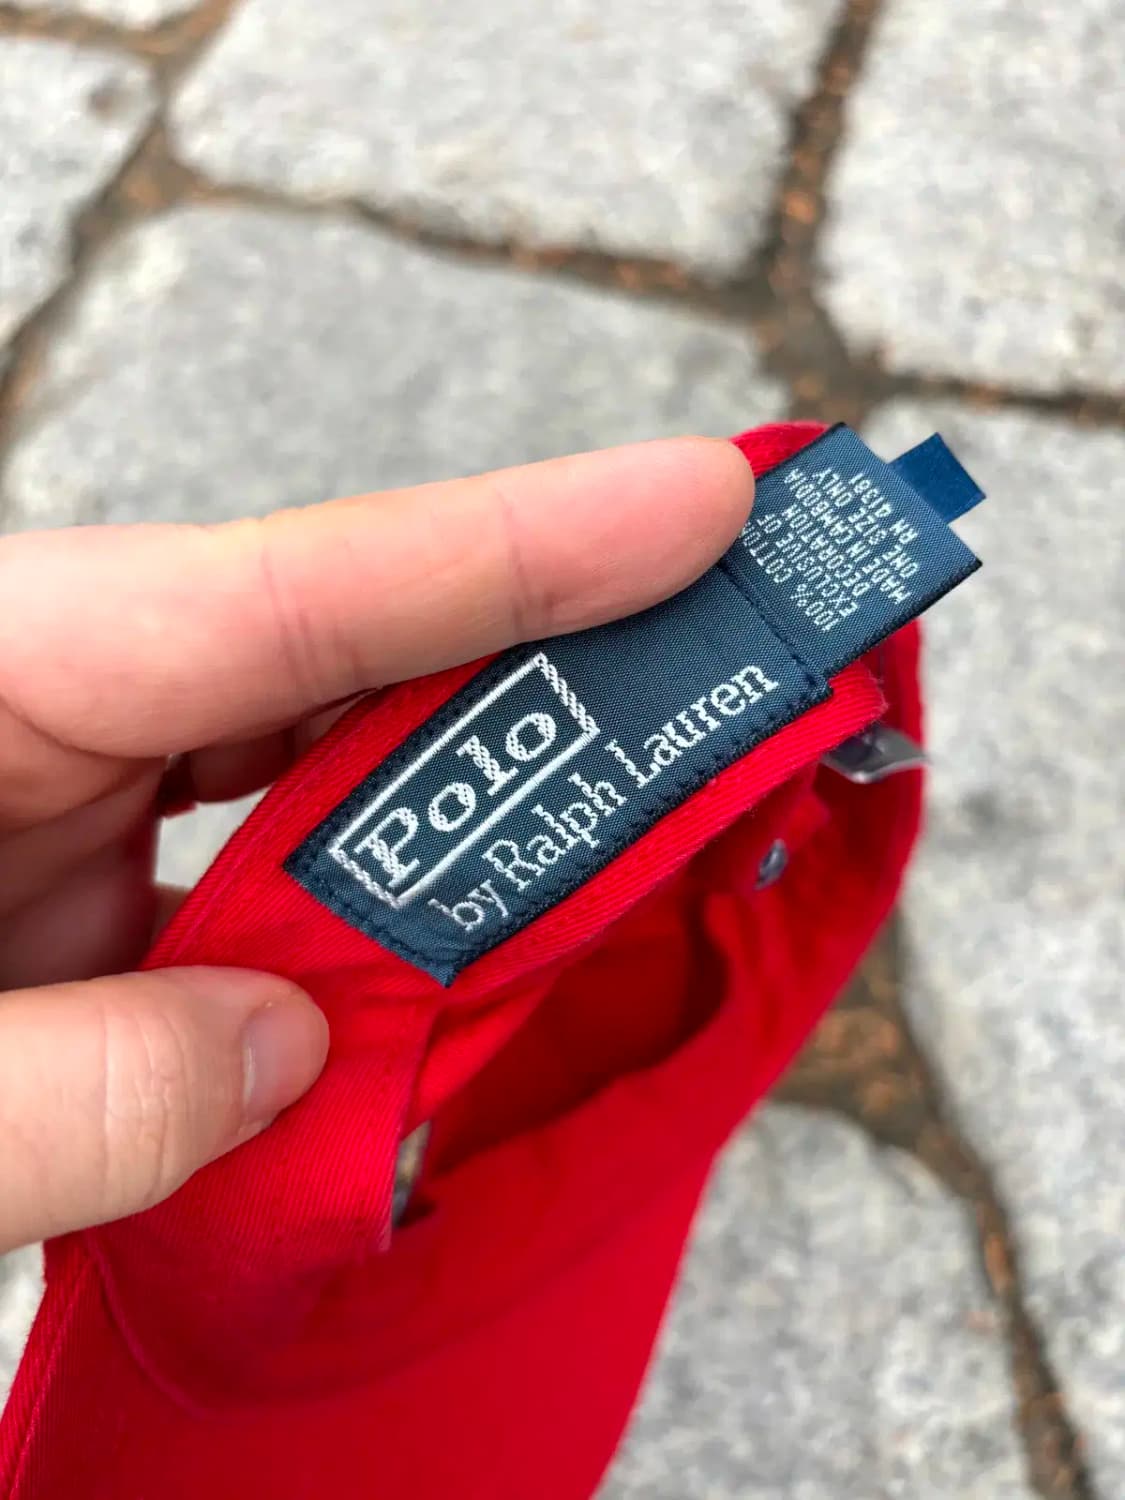 Polo
by Ralph Lauren
100% COTTON
EXCLUSIVE OF
DECORATION
MADE IN CAMBODIA
ONE SIZE ONLY
RN 41381